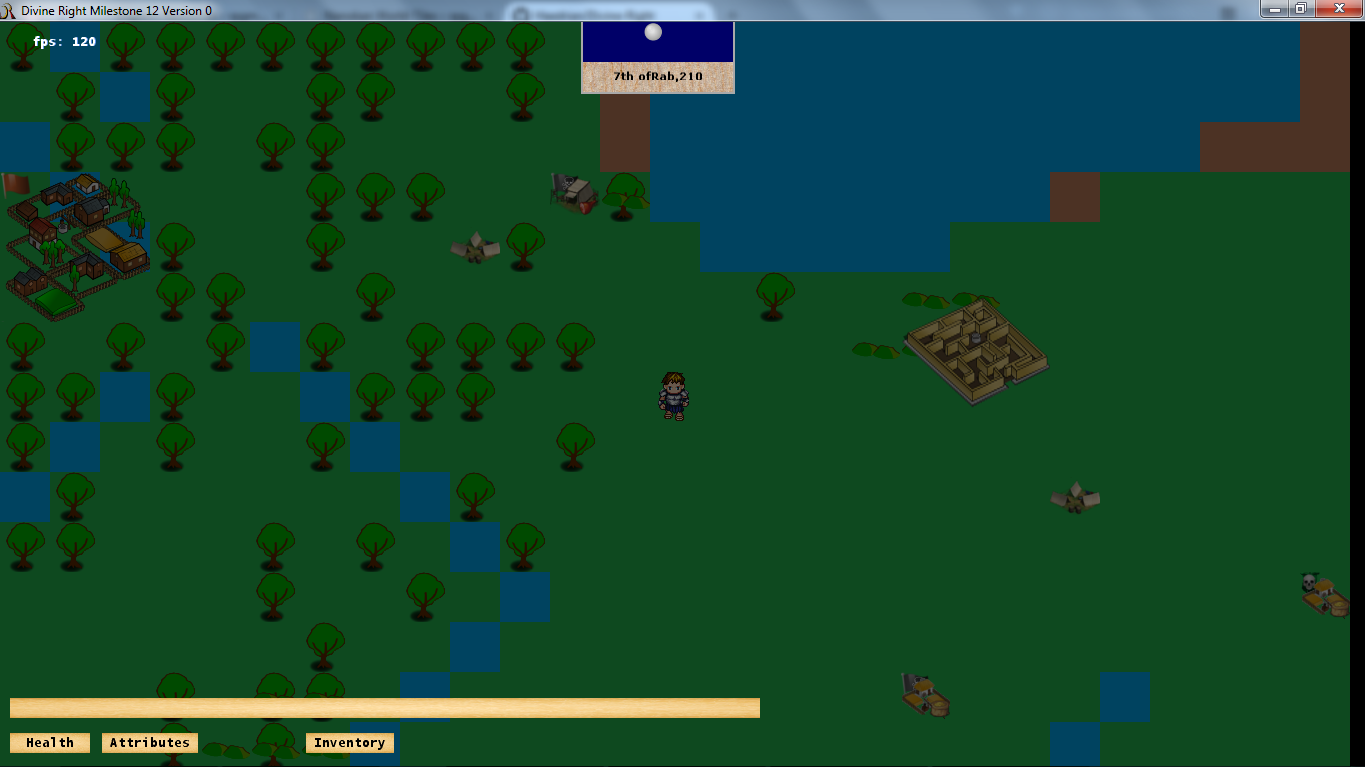 Divine Right Milestone 12 Version 0
fps: 120
7th ofRab,210
Health
Attributes
Inventory